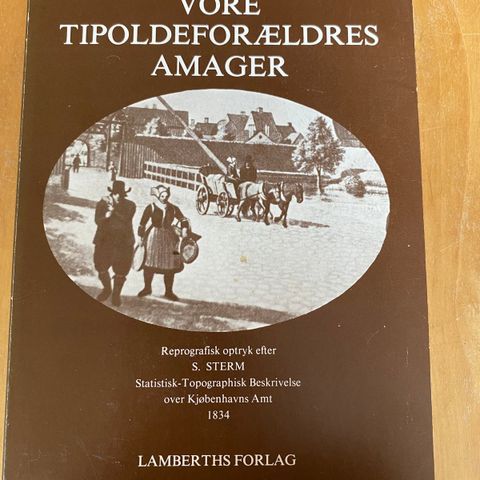 VORE
TIPOLDEFORÆLDRES
AMAGER
Reprografisk optryk efter
S. STERM
Statistisk-Topographisk Beskrivelse
over Kjøbenhavns Amt
1834
LAMBERTHS FORLAG